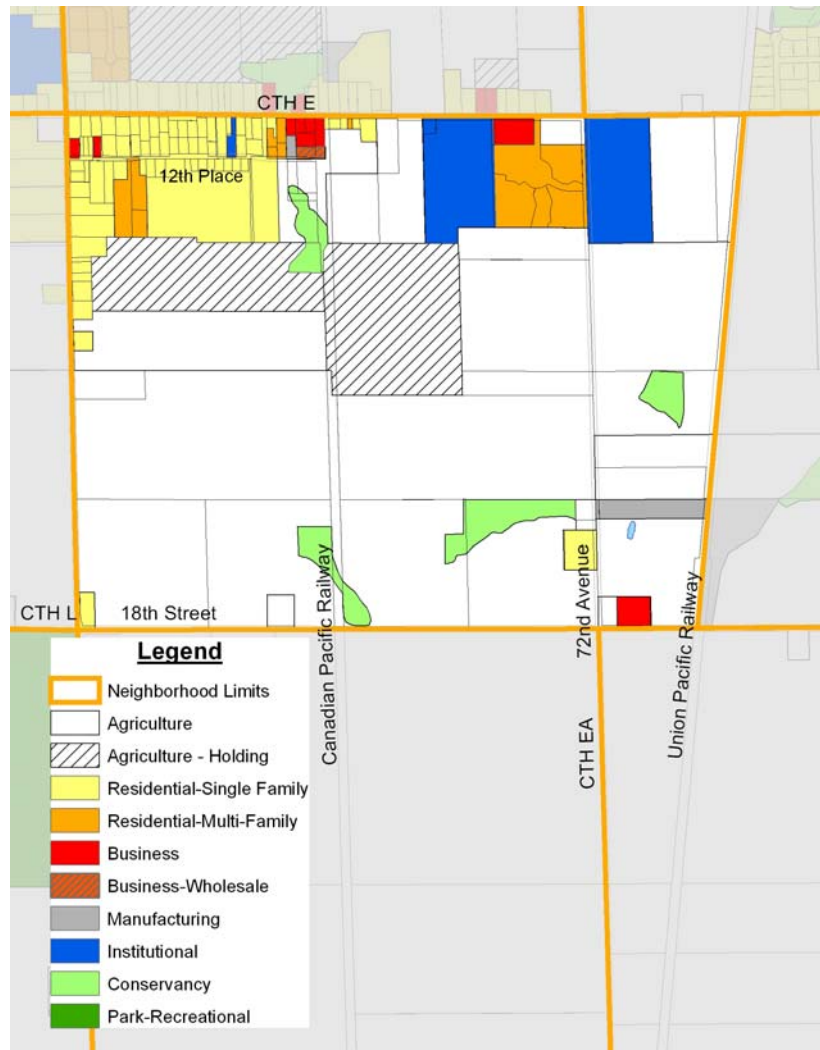 CTH E
12th Place
CTH L
18th Street
Canadian Pacific Railway
72nd Avenue
Union Pacific Railway
CTH EA
Legend
Neighborhood Limits
Agriculture
Agriculture - Holding
Residential-Single Family
Residential-Multi-Family
Business
Business-Wholesale
Manufacturing
Institutional
Conservancy
Park-Recreational